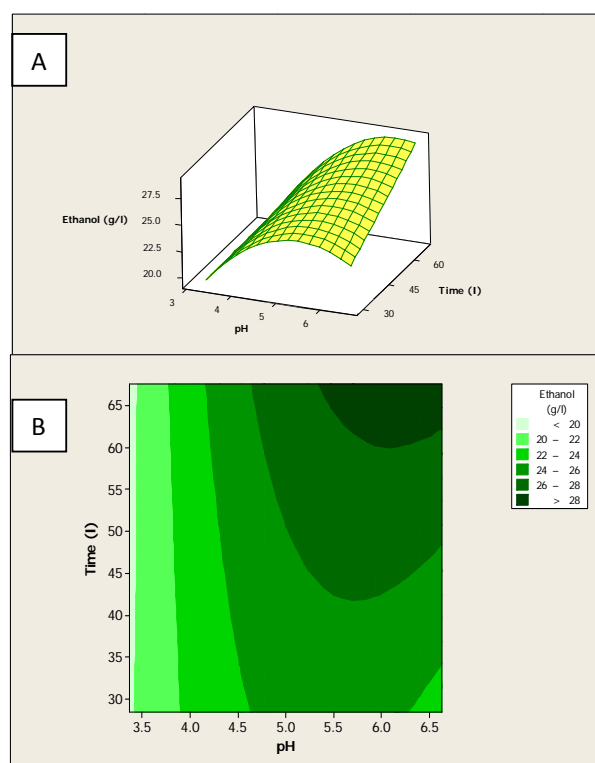 A
27.5
Ethanol (g/l) 25.0
22.5
20.0
3 4 5 6
pH
60
45
30
Time (I)
B
65
60
55
50
45
40
35
30
Time (I)
3.5 4.0 4.5 5.0 5.5 6.0 6.5
pH
Ethanol
(g/l)
< 20
20 – 22
22 – 24
24 – 26
26 – 28
> 28